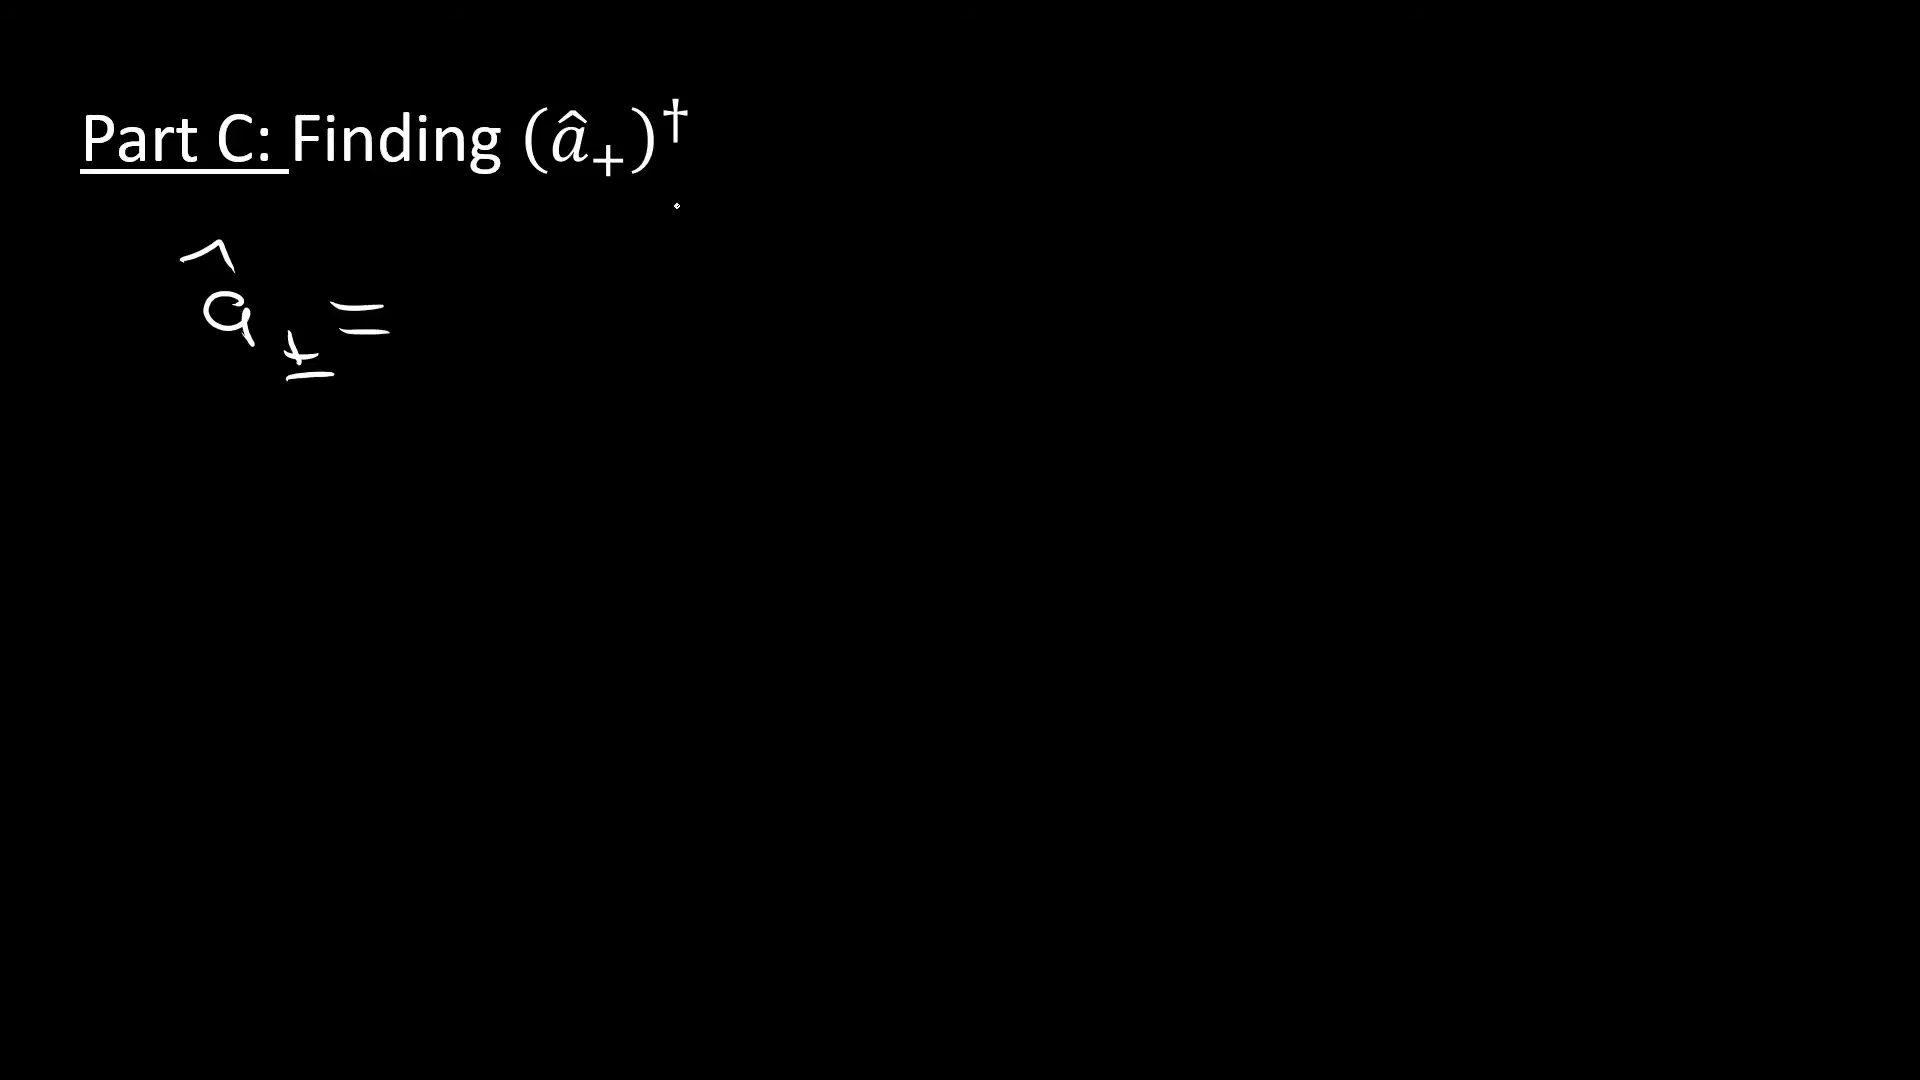 Part C: Finding (â₊)†
â± =